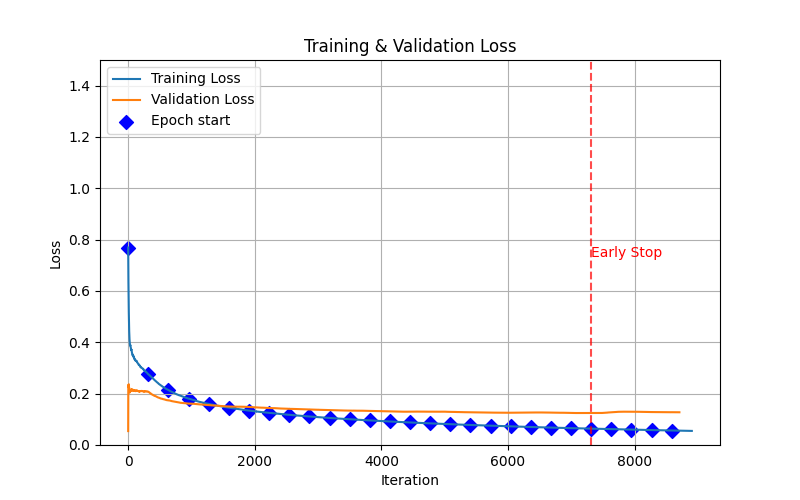 Training & Validation Loss
Training Loss
Validation Loss
Epoch start
1.4
1.2
1.0
0.8
0.6
0.4
0.2
0.0
Loss
Early Stop
0
2000
4000
6000
8000
Iteration